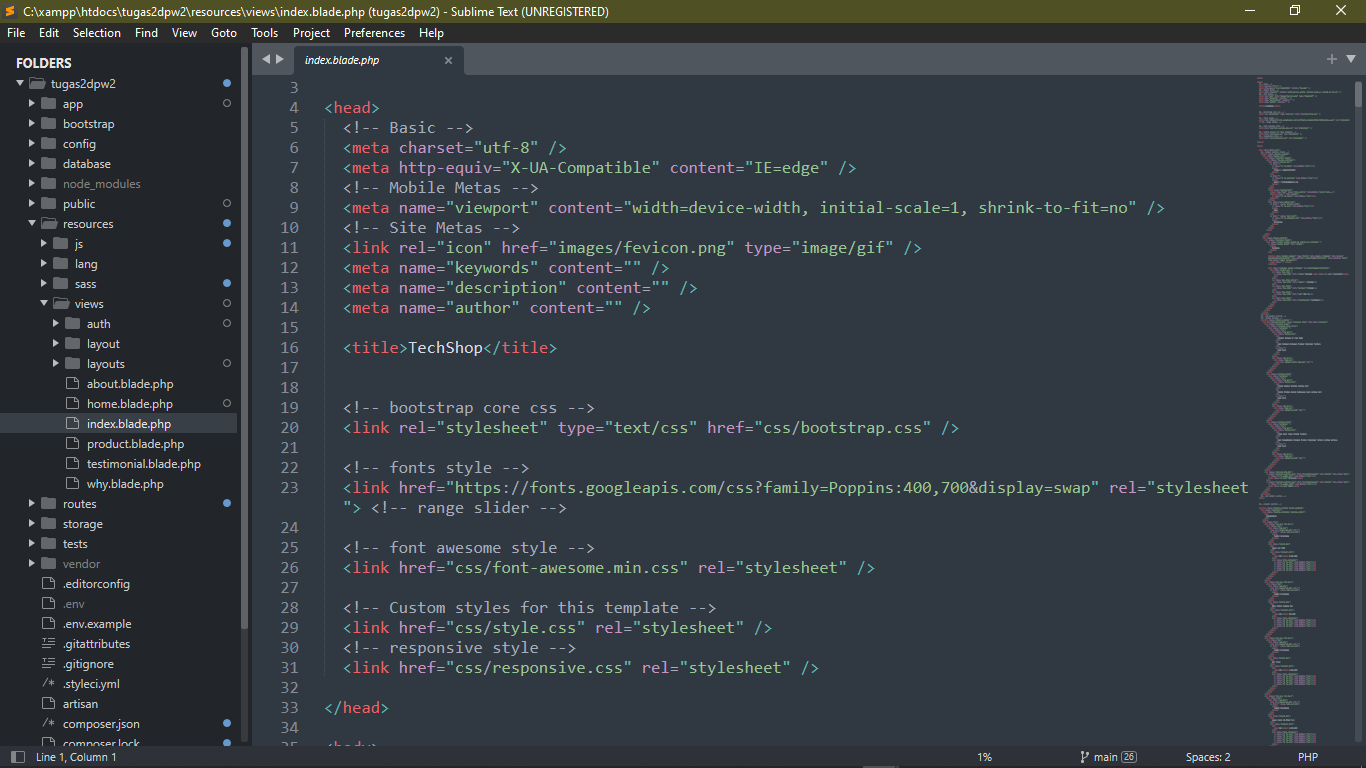 C:\xampp\htdocs\tugas2dpw2\resources\views\index.blade.php (tugas2dpw2) - Sublime Text (UNREGISTERED)
File Edit Selection Find View Goto Tools Project Preferences Help
FOLDERS
tugas2dpw2
app
bootstrap
config
database
node_modules
public
resources
js
lang
sass
views
auth
layout
layouts
about.blade.php
home.blade.php
index.blade.php
product.blade.php
testimonial.blade.php
why.blade.php
routes
storage
tests
vendor
.editorconfig
.env
.env.example
.gitattributes
.gitignore
/* .styleci.yml
artisan
/* composer.json
composer.lock
index.blade.php ×
3
4 <head>
5 <!-- Basic -->
6 <meta charset="utf-8" />
7 <meta http-equiv="X-UA-Compatible" content="IE=edge" />
8 <!-- Mobile Metas -->
9 <meta name="viewport" content="width=device-width, initial-scale=1, shrink-to-fit=no" />
10 <!-- Site Metas -->
11 <link rel="icon" href="images/fevicon.png" type="image/gif" />
12 <meta name="keywords" content="" />
13 <meta name="description" content="" />
14 <meta name="author" content="" />
15
16 <title>TechShop</title>
17
18
19 <!-- bootstrap core css -->
20 <link rel="stylesheet" type="text/css" href="css/bootstrap.css" />
21
22 <!-- fonts style -->
23 <link href="https://fonts.googleapis.com/css?family=Poppins:400,700&display=swap" rel="stylesheet
"> <!-- range slider -->
24
25 <!-- font awesome style -->
26 <link href="css/font-awesome.min.css" rel="stylesheet" />
27
28 <!-- Custom styles for this template -->
29 <link href="css/style.css" rel="stylesheet" />
30 <!-- responsive style -->
31 <link href="css/responsive.css" rel="stylesheet" />
32
33 </head>
34
35 <body>
Line 1, Column 1 1% main 26 Spaces: 2 PHP